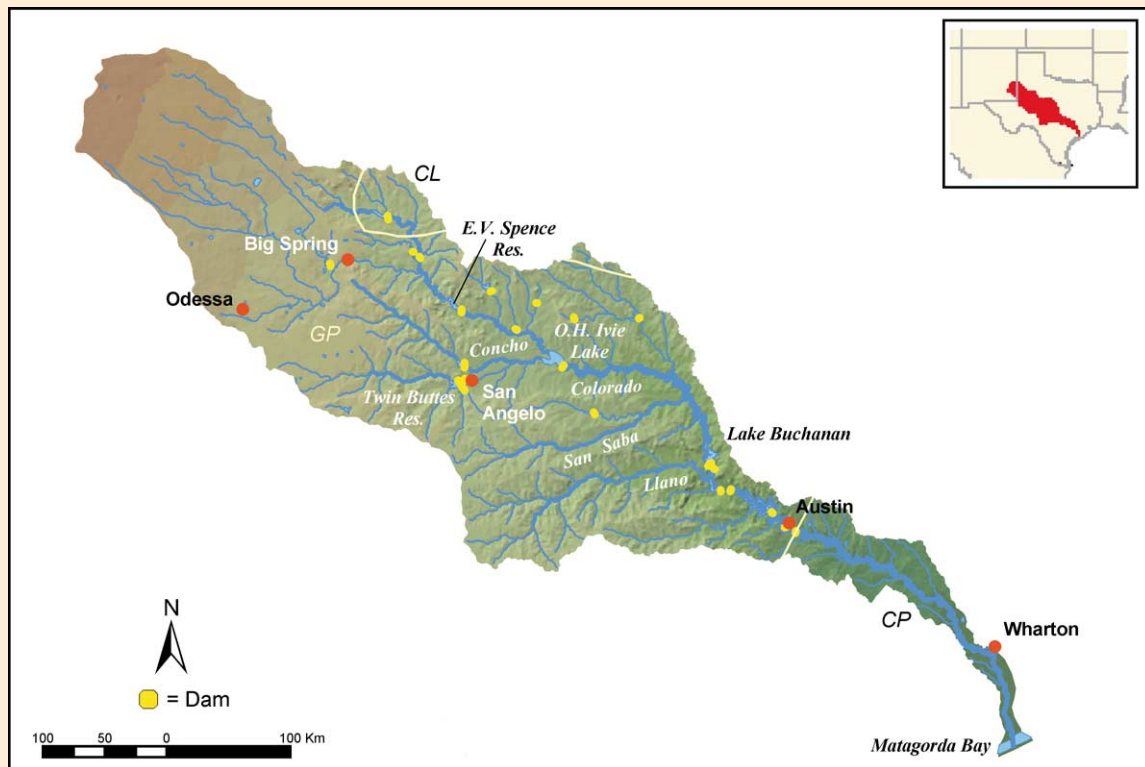 CL
E.V. Spence
Res.
Big Spring
Odessa
GP
O.H. Ivie
Lake
Concho
Colorado
San
Angelo
Twin Buttes
Res.
San Saba
Lake Buchanan
Llano
Austin
CP
Wharton
Matagorda Bay
N
= Dam
100 50 0 100 Km